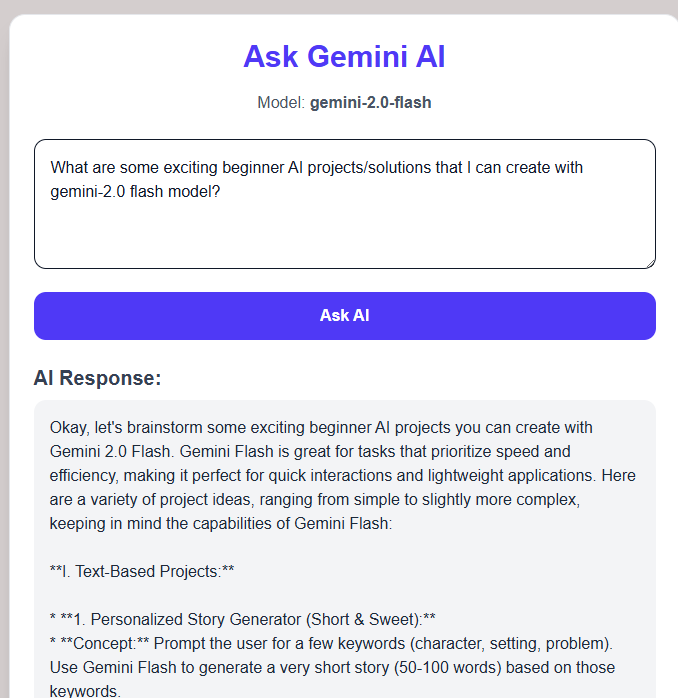 Ask Gemini AI
Model: gemini-2.0-flash
What are some exciting beginner AI projects/solutions that I can create with
gemini-2.0 flash model?
Ask AI
AI Response:
Okay, let's brainstorm some exciting beginner AI projects you can create with
Gemini 2.0 Flash. Gemini Flash is great for tasks that prioritize speed and
efficiency, making it perfect for quick interactions and lightweight applications. Here
are a variety of project ideas, ranging from simple to slightly more complex,
keeping in mind the capabilities of Gemini Flash:
**I. Text-Based Projects:**
* **1. Personalized Story Generator (Short & Sweet):**
* **Concept:** Prompt the user for a few keywords (character, setting, problem).
Use Gemini Flash to generate a very short story (50-100 words) based on those
keywords.